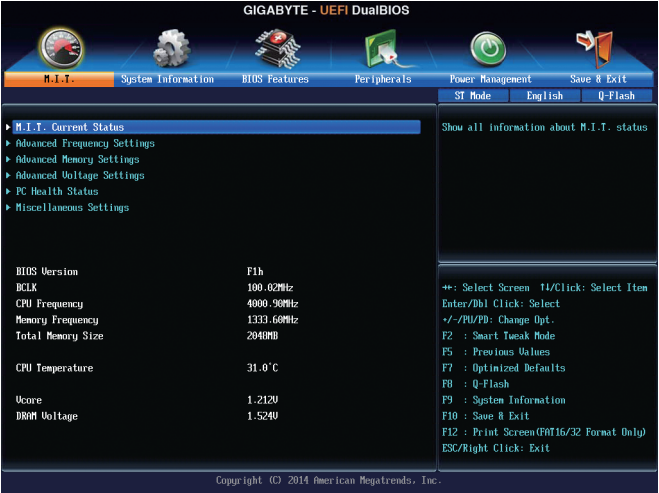 GIGABYTE - UEFI DualBIOS
M.I.T.
System Information
BIOS Features
Peripherals
Power Management
Save & Exit
ST Mode
English
Q-Flash
M.I.T. Current Status
Advanced Frequency Settings
Advanced Memory Settings
Advanced Voltage Settings
PC Health Status
Miscellaneous Settings
BIOS Version F1h
BCLK 100.02MHz
CPU Frequency 4000.90MHz
Memory Frequency 1333.60MHz
Total Memory Size 2048MB
CPU Temperature 31.0°C
Vcore 1.212V
DRAM Voltage 1.524V
Show all information about M.I.T. status
→←: Select Screen ↑↓/Click: Select Item
Enter/Dbl Click: Select
+/-/PU/PD: Change Opt.
F2 : Smart Tweak Mode
F5 : Previous Values
F7 : Optimized Defaults
F8 : Q-Flash
F9 : System Information
F10 : Save & Exit
F12 : Print Screen(FAT16/32 Format Only)
ESC/Right Click: Exit
Copyright (C) 2014 American Megatrends, Inc.